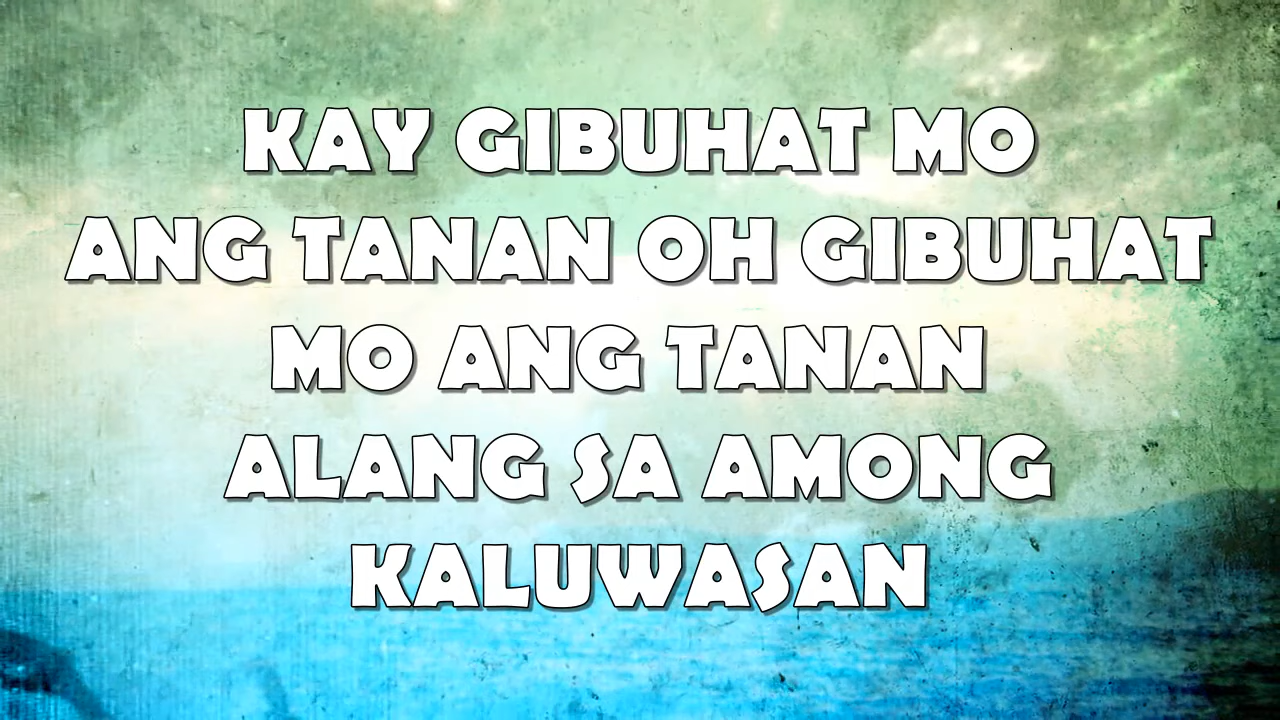 KAY GIBUHAT MO
ANG TANAN OH GIBUHAT
MO ANG TANAN
ALANG SA AMONG
KALUWASAN